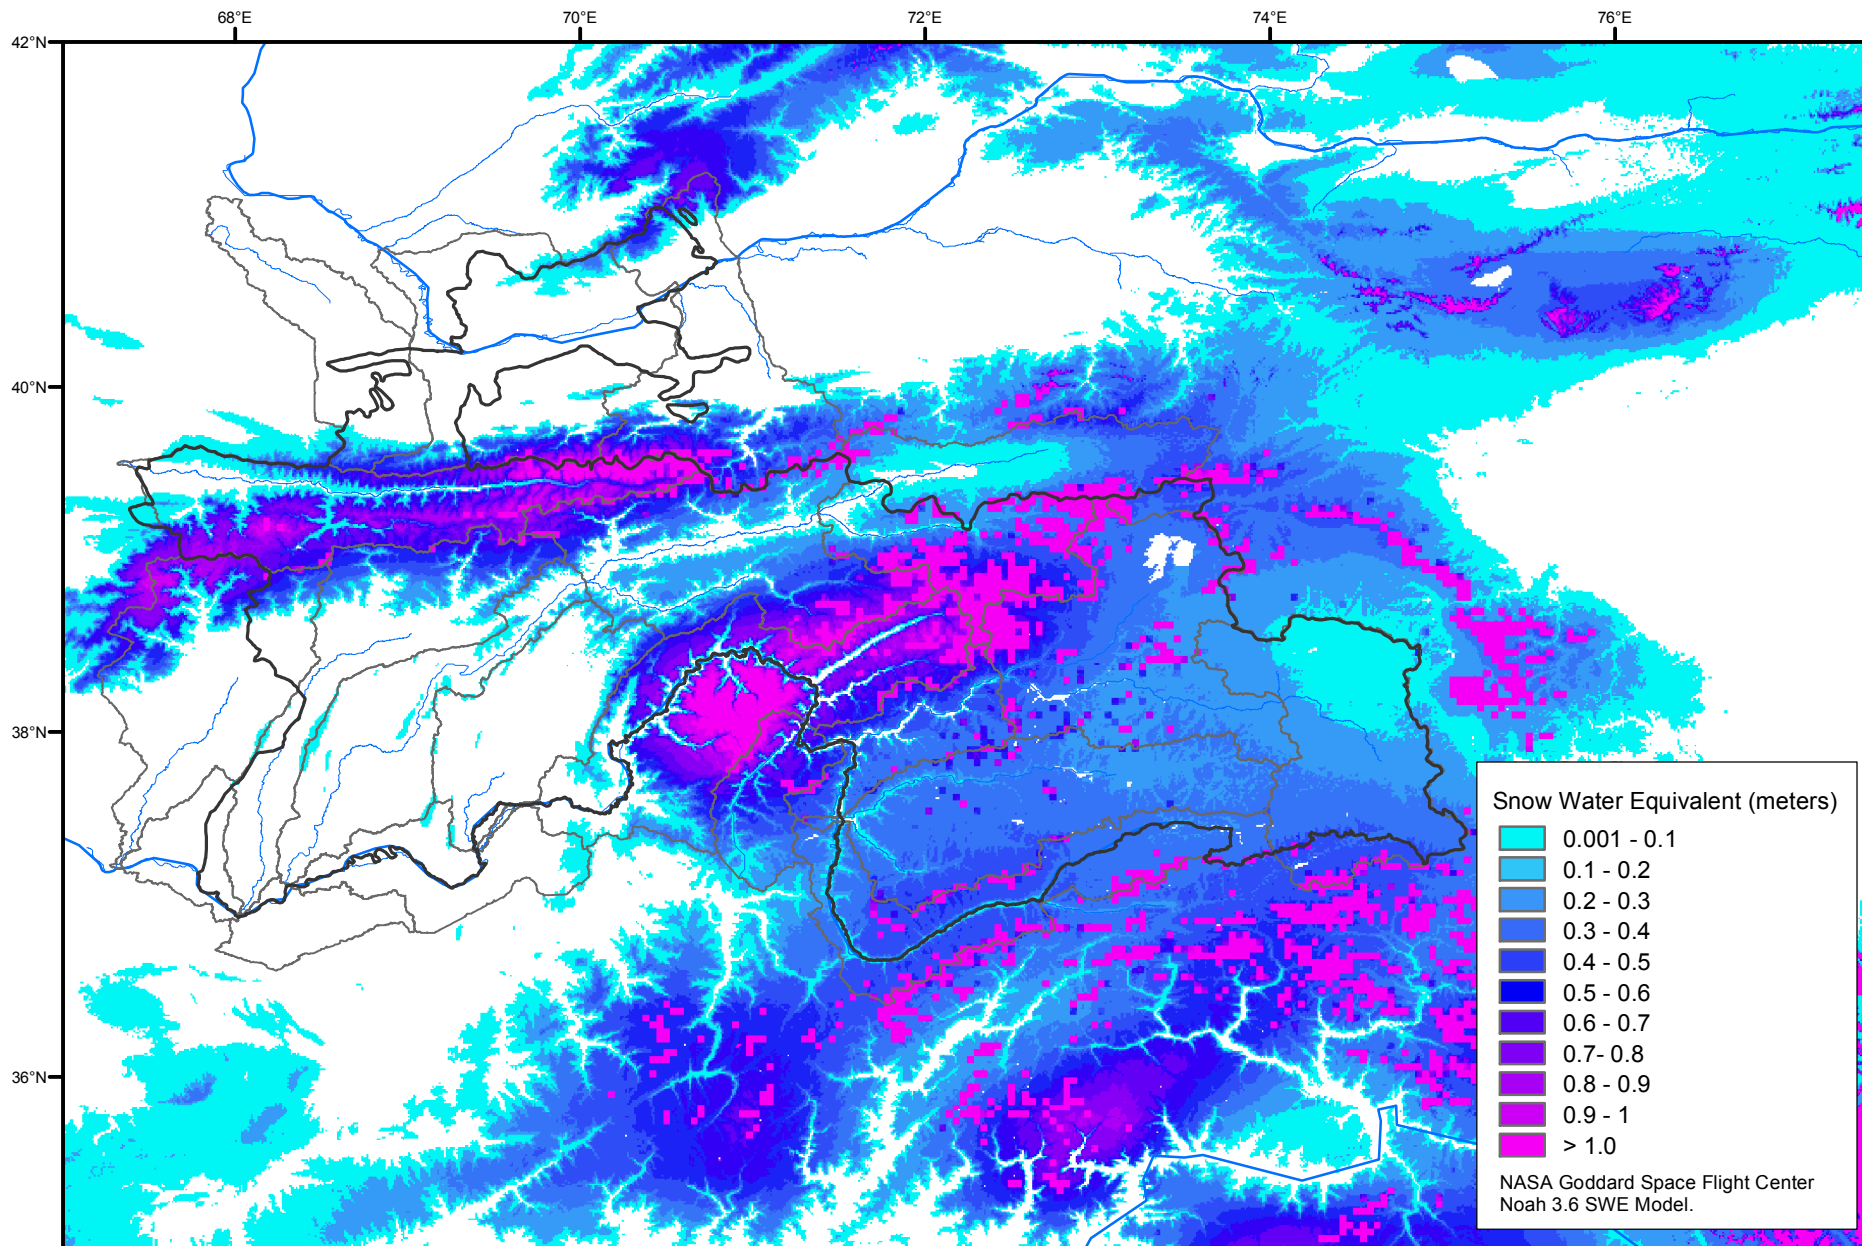 68°E
70°E
72°E
74°E
76°E
42°N
40°N
38°N
36°N
Snow Water Equivalent (meters)
0.001 - 0.1
0.1 - 0.2
0.2 - 0.3
0.3 - 0.4
0.4 - 0.5
0.5 - 0.6
0.6 - 0.7
0.7- 0.8
0.8 - 0.9
0.9 - 1
> 1.0
NASA Goddard Space Flight Center
Noah 3.6 SWE Model.